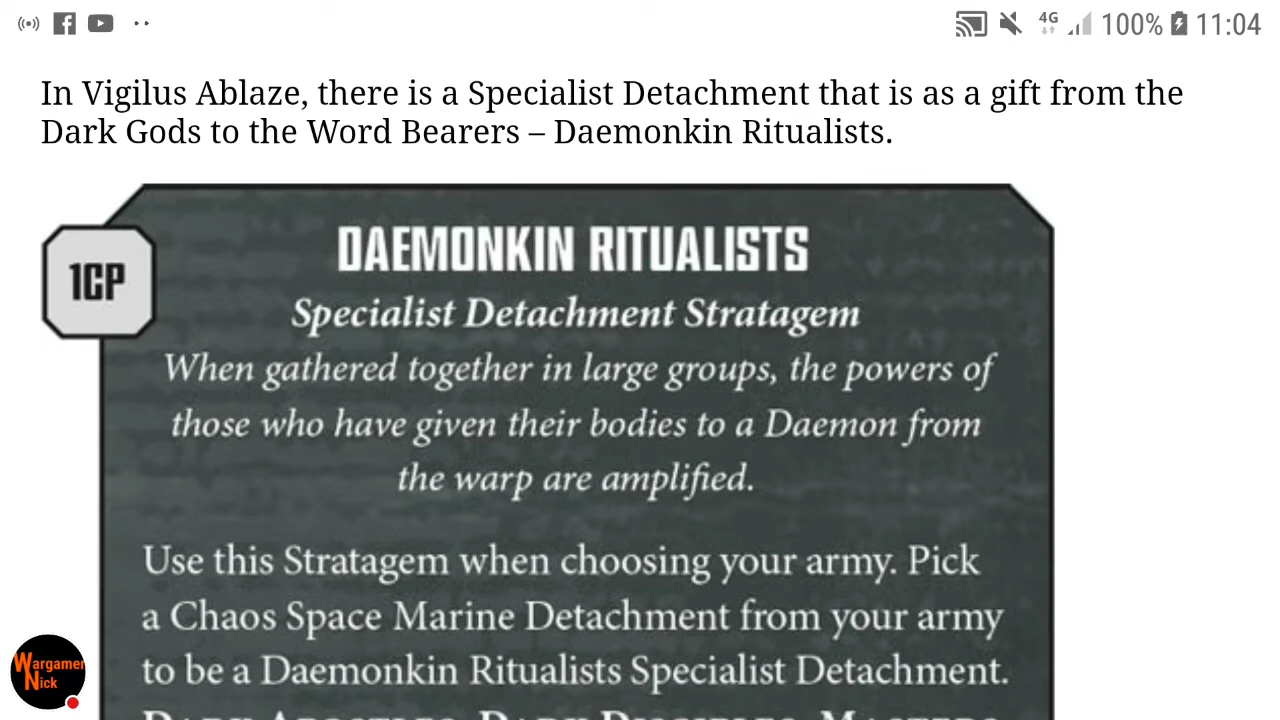 4G 100% 11:04
In Vigilus Ablaze, there is a Specialist Detachment that is as a gift from the
Dark Gods to the Word Bearers – Daemonkin Ritualists.
1CP
DAEMONKIN RITUALISTS
Specialist Detachment Stratagem
When gathered together in large groups, the powers of
those who have given their bodies to a Daemon from
the warp are amplified.
Use this Stratagem when choosing your army. Pick
a Chaos Space Marine Detachment from your army
to be a Daemonkin Ritualists Specialist Detachment.
Wargamer
Nick